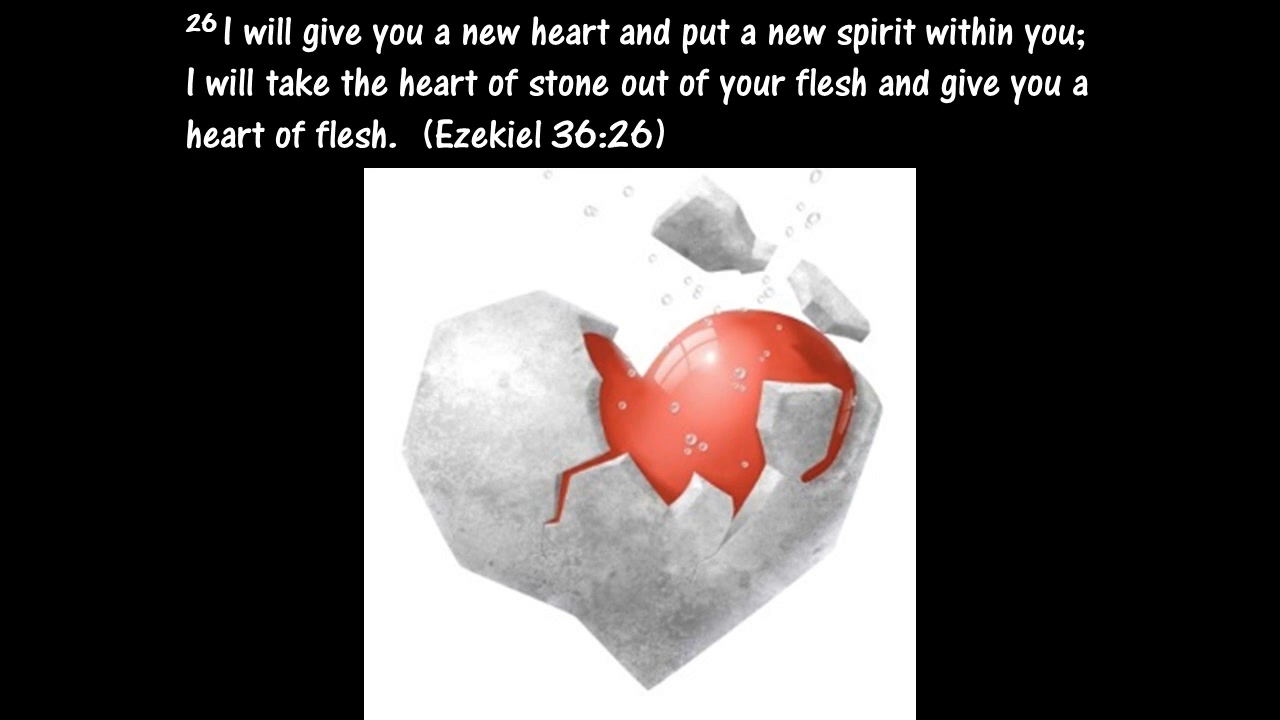 26 I will give you a new heart and put a new spirit within you;
I will take the heart of stone out of your flesh and give you a
heart of flesh. (Ezekiel 36:26)